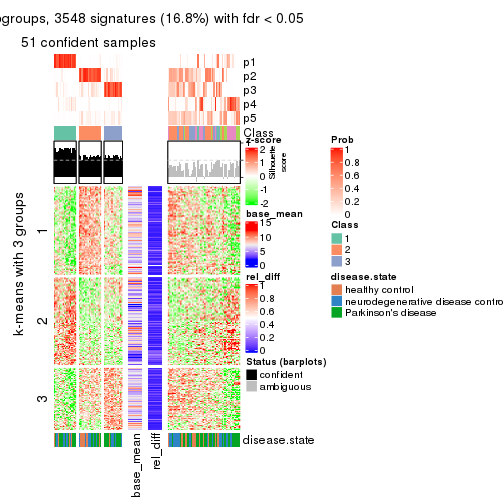 ogroups, 3548 signatures (16.8%) with fdr < 0.05
51 confident samples
p1
p2
p3
p4
p5
Class
z-score
2
1
0
-1
-2
Silhouette
score
1
base_mean
15
10
5
0
rel_diff
1
0.8
0.6
0.4
0.2
0
Status (barplots)
confident
ambiguous
Prob
1
0.8
0.6
0.4
0.2
0
Class
1
2
3
disease.state
healthy control
neurodegenerative disease contro
Parkinson's disease
k-means with 3 groups
1
2
3
base_mean
rel_diff
disease.state